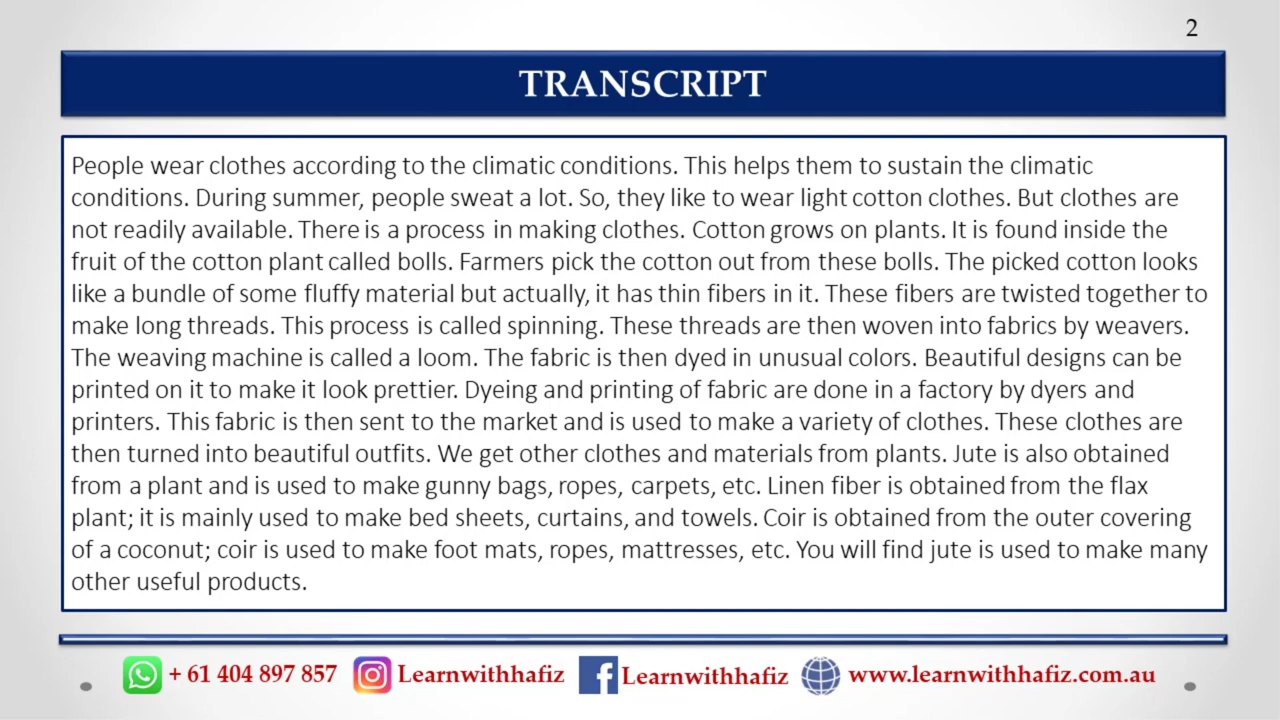 2
TRANSCRIPT
People wear clothes according to the climatic conditions. This helps them to sustain the climatic
conditions. During summer, people sweat a lot. So, they like to wear light cotton clothes. But clothes are
not readily available. There is a process in making clothes. Cotton grows on plants. It is found inside the
fruit of the cotton plant called bolls. Farmers pick the cotton out from these bolls. The picked cotton looks
like a bundle of some fluffy material but actually, it has thin fibers in it. These fibers are twisted together to
make long threads. This process is called spinning. These threads are then woven into fabrics by weavers.
The weaving machine is called a loom. The fabric is then dyed in unusual colors. Beautiful designs can be
printed on it to make it look prettier. Dyeing and printing of fabric are done in a factory by dyers and
printers. This fabric is then sent to the market and is used to make a variety of clothes. These clothes are
then turned into beautiful outfits. We get other clothes and materials from plants. Jute is also obtained
from a plant and is used to make gunny bags, ropes, carpets, etc. Linen fiber is obtained from the flax
plant; it is mainly used to make bed sheets, curtains, and towels. Coir is obtained from the outer covering
of a coconut; coir is used to make foot mats, ropes, mattresses, etc. You will find jute is used to make many
other useful products.
+ 61 404 897 857 Learnwithhafiz Learnwithhafiz www.learnwithhafiz.com.au